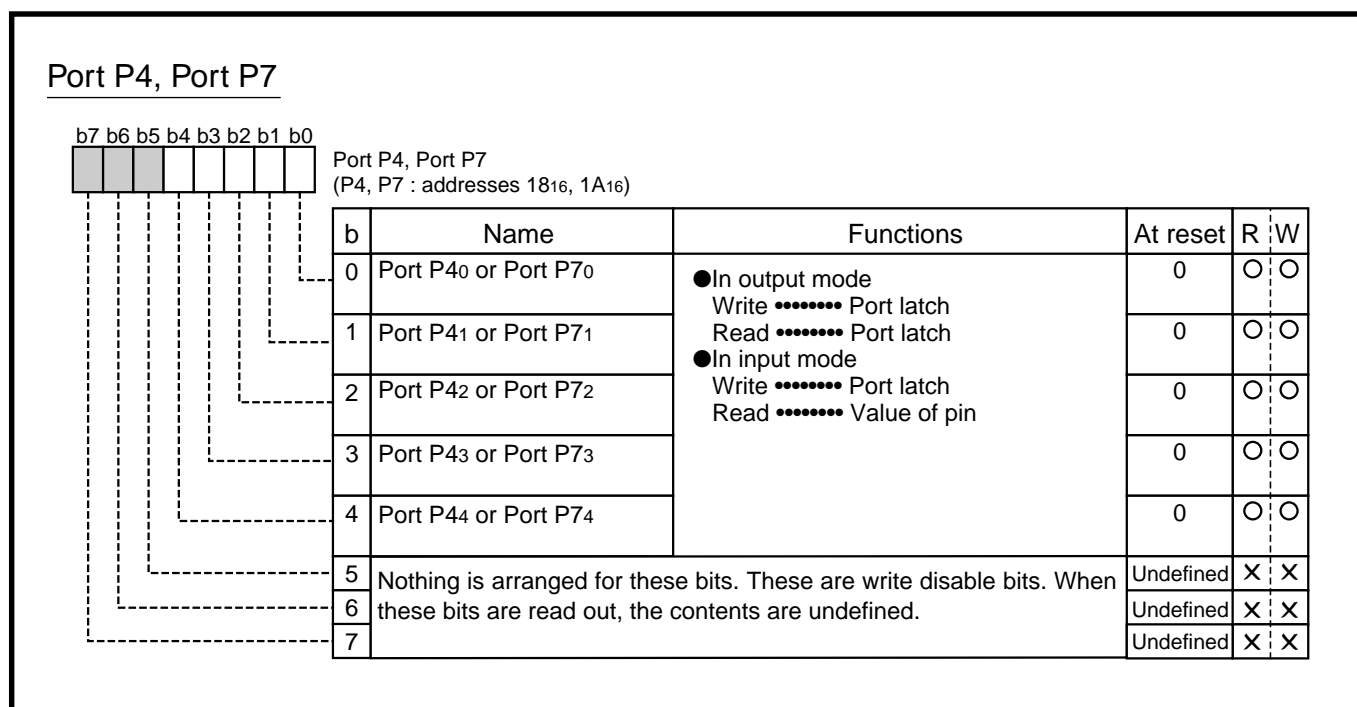 Port P4, Port P7
b7 b6 b5 b4 b3 b2 b1 b0
Port P4, Port P7
(P4, P7 : addresses 1816, 1A16)
b Name Functions At reset R W
0 Port P40 or Port P70 0 ○ ○
●In output mode
Write •••••••• Port latch
Read •••••••• Port latch
●In input mode
Write •••••••• Port latch
Read •••••••• Value of pin
1 Port P41 or Port P71 0 ○ ○
2 Port P42 or Port P72 0 ○ ○
3 Port P43 or Port P73 0 ○ ○
4 Port P44 or Port P74 0 ○ ○
5 Undefined × ×
Nothing is arranged for these bits. These are write disable bits. When
these bits are read out, the contents are undefined.
6 Undefined × ×
7 Undefined × ×